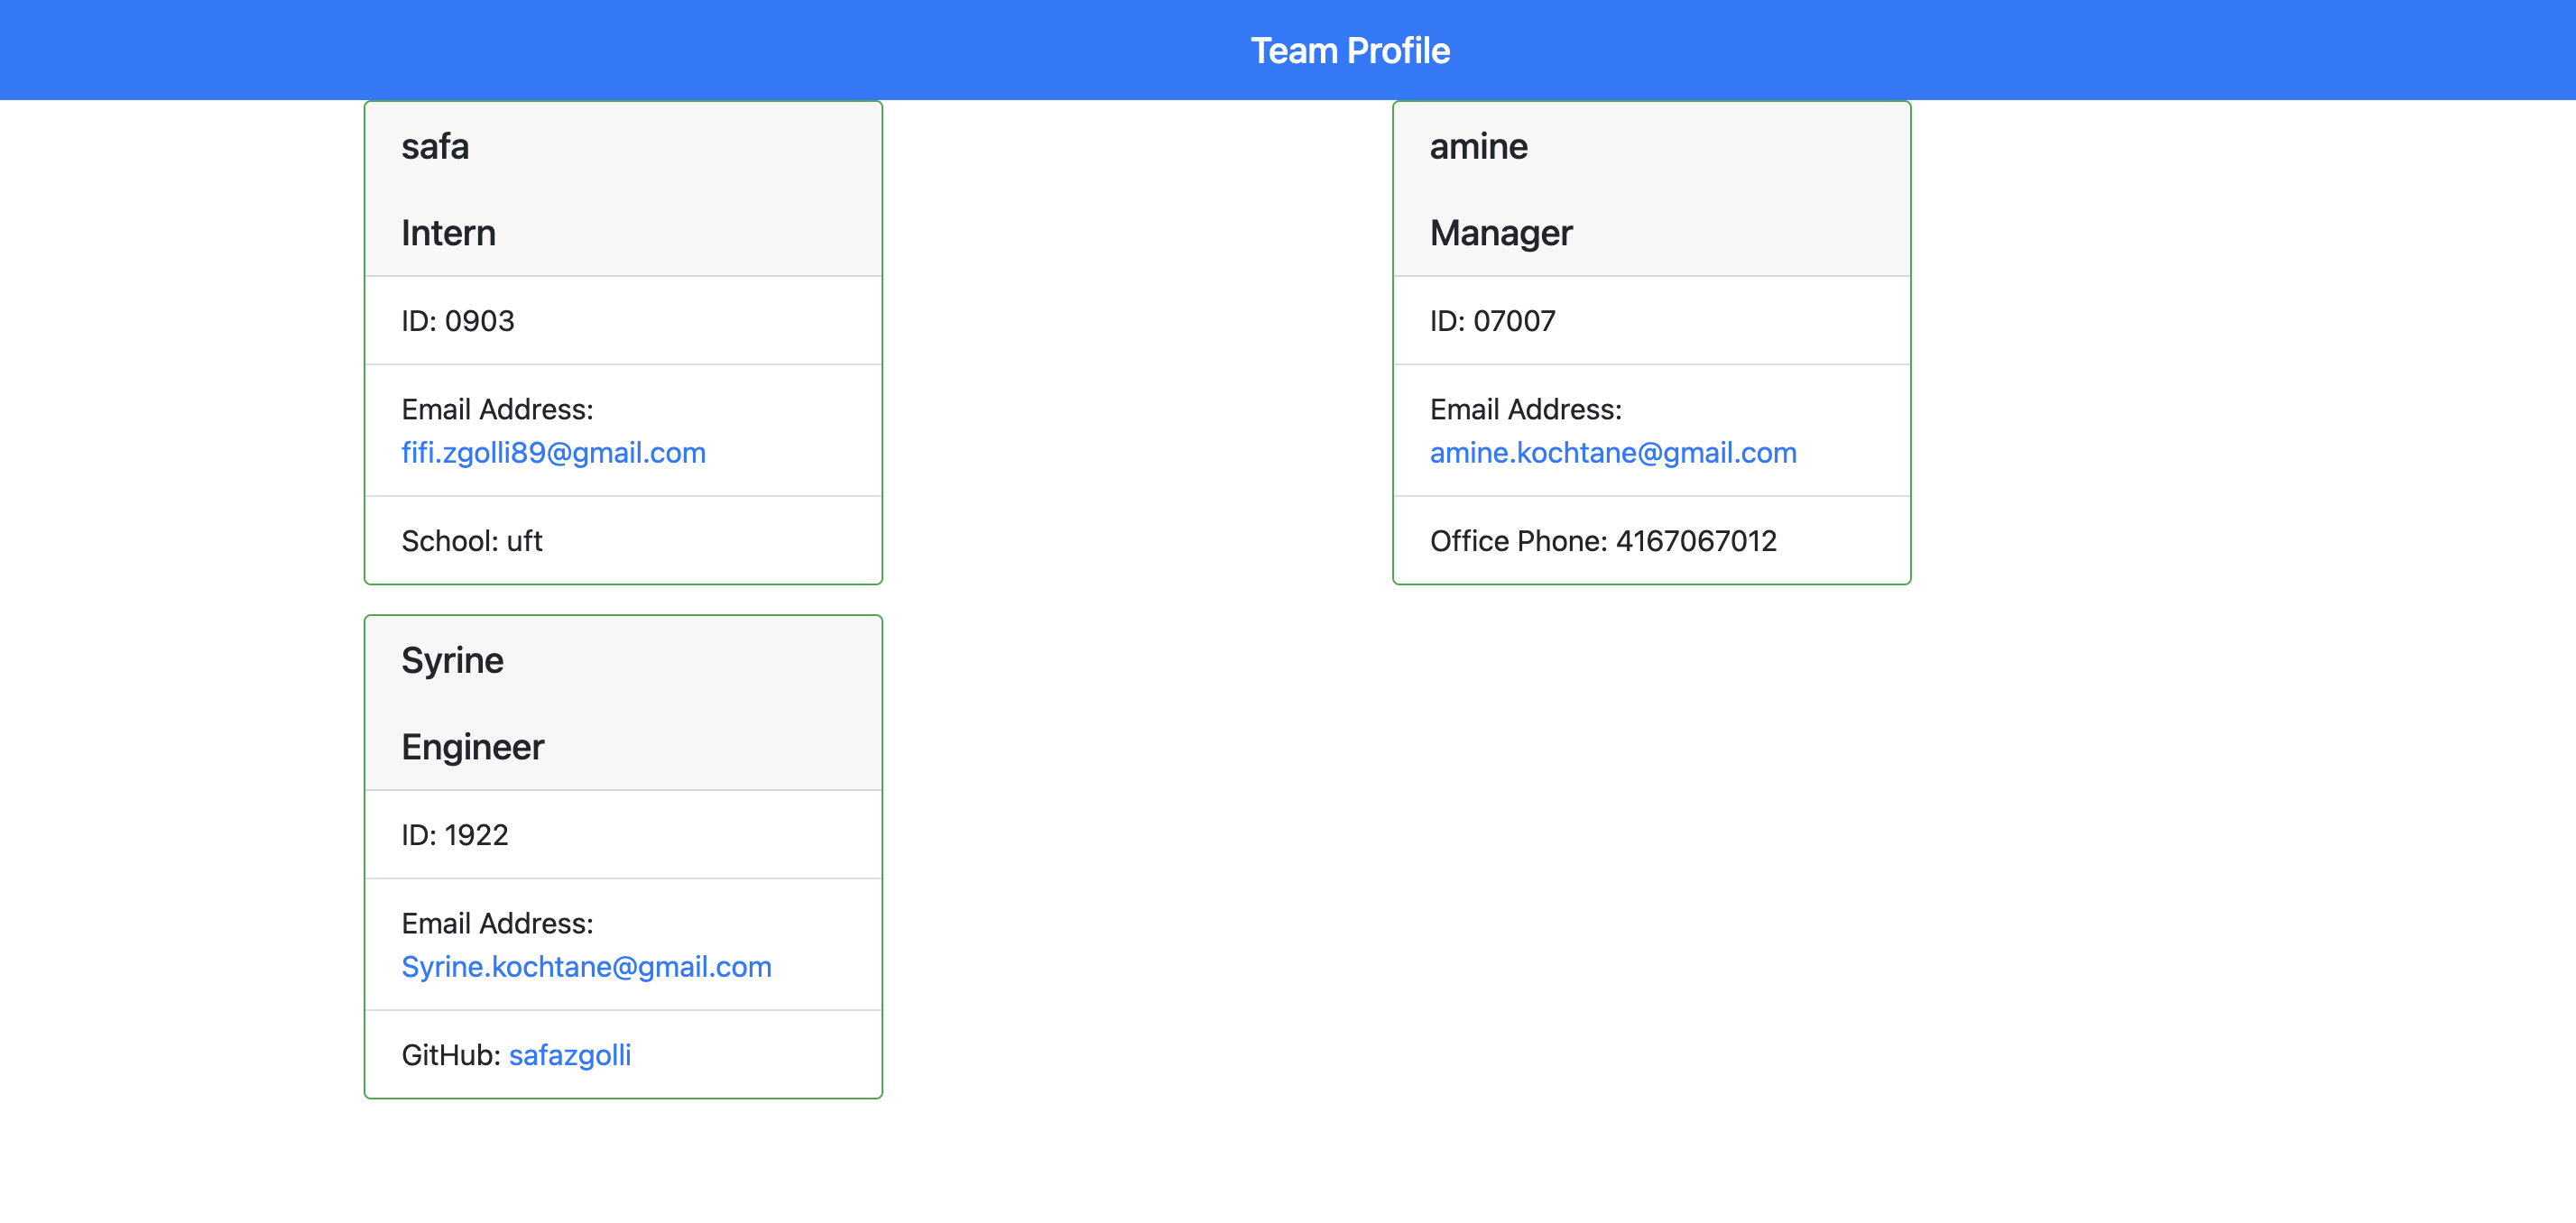 Team Profile
safa
Intern
ID: 0903
Email Address:
fifi.zgolli89@gmail.com
School: uft
amine
Manager
ID: 07007
Email Address:
amine.kochtane@gmail.com
Office Phone: 4167067012
Syrine
Engineer
ID: 1922
Email Address:
Syrine.kochtane@gmail.com
GitHub: safazgolli